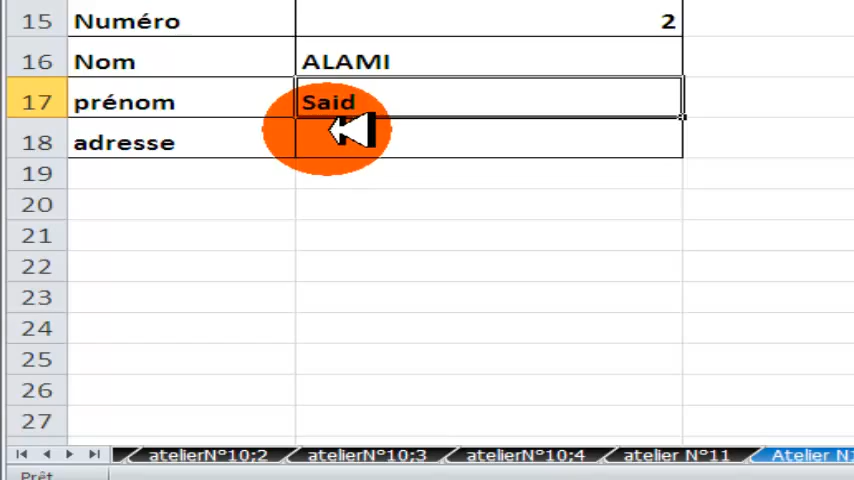 15 Numéro 2
16 Nom ALAMI
17 prénom Said
18 adresse
19
20
21
22
23
24
25
26
27
atelierN°10;2 atelierN°10;3 atelierN°10;4 atelier N°11 Atelier
Prêt